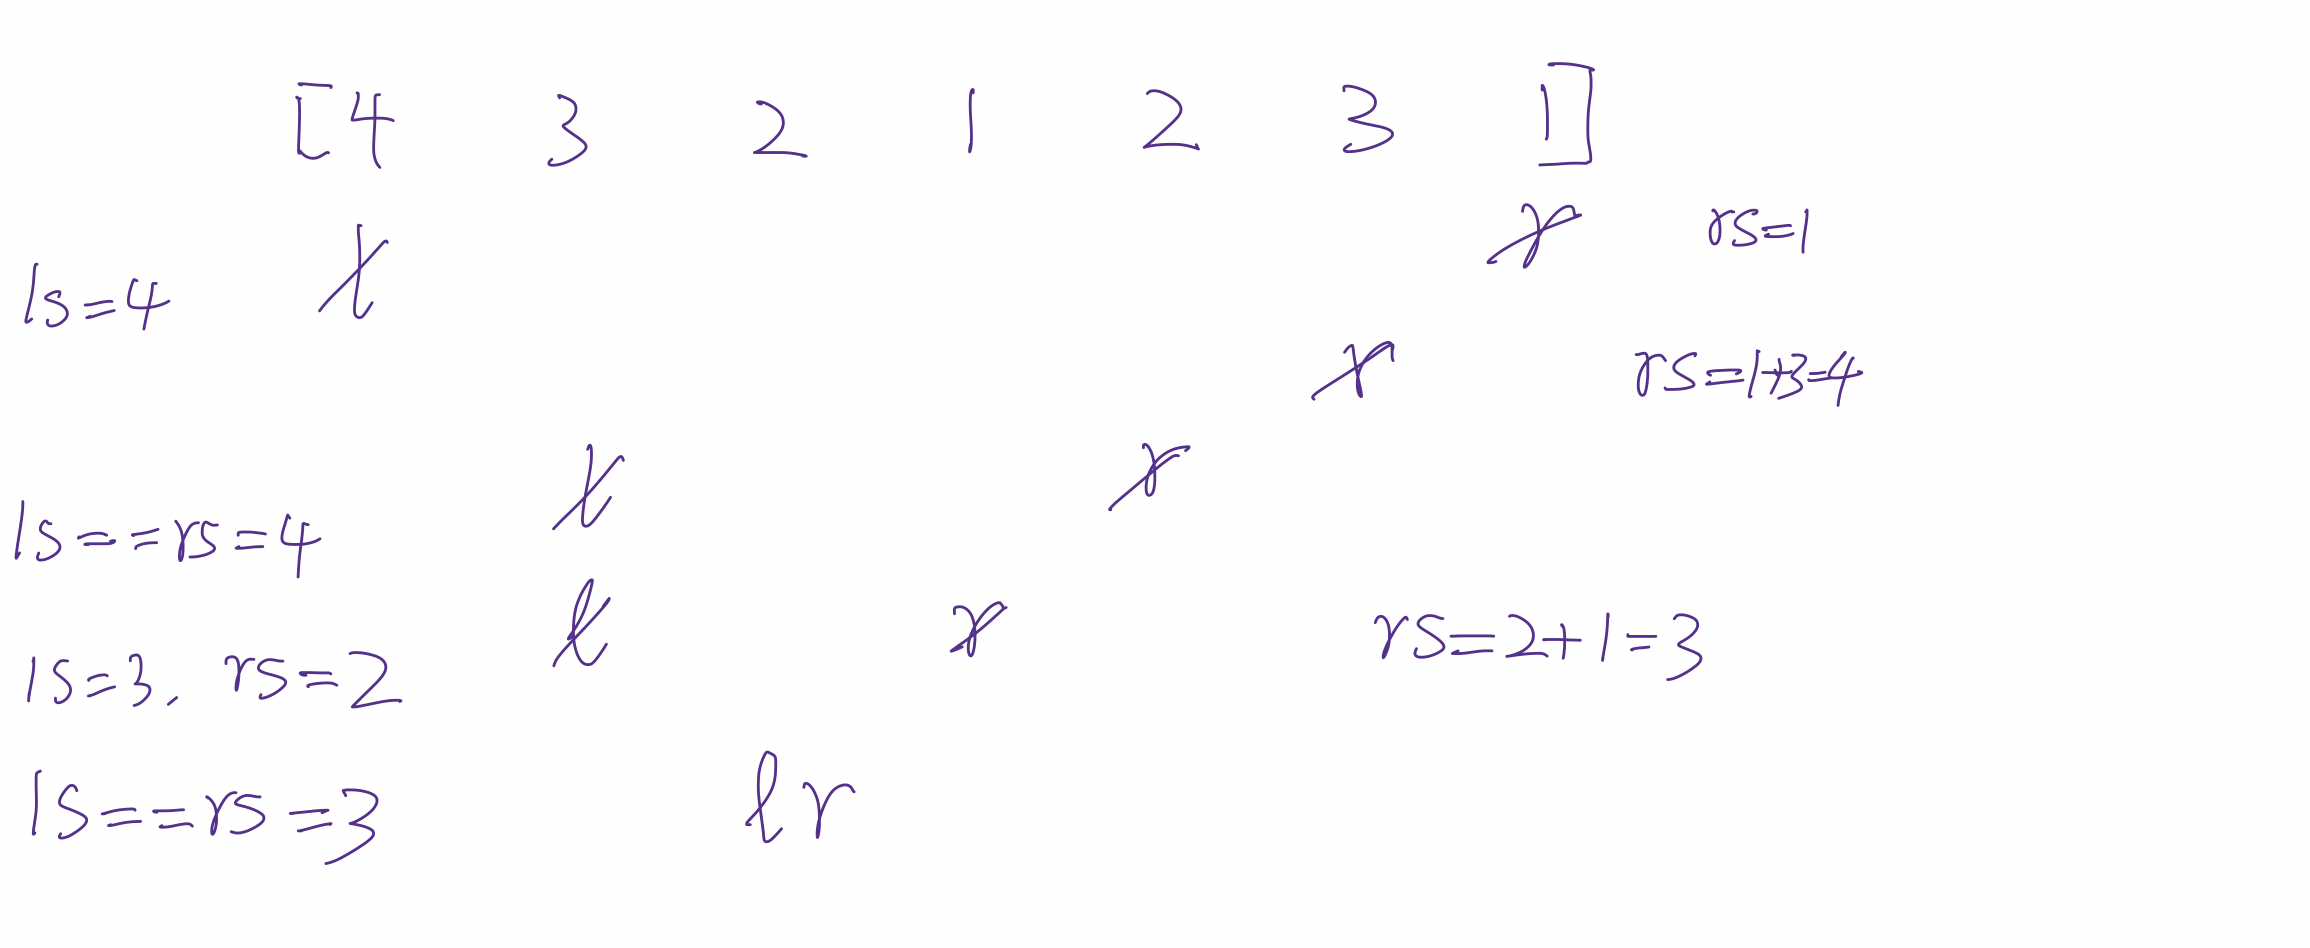 [4 3 2 1 2 3 1]
r rs=1
ls=4 l
r rs=1+3=4
l r
ls==rs=4
l r rs=2+1=3
ls=3, rs=2
ls==rs=3 l r